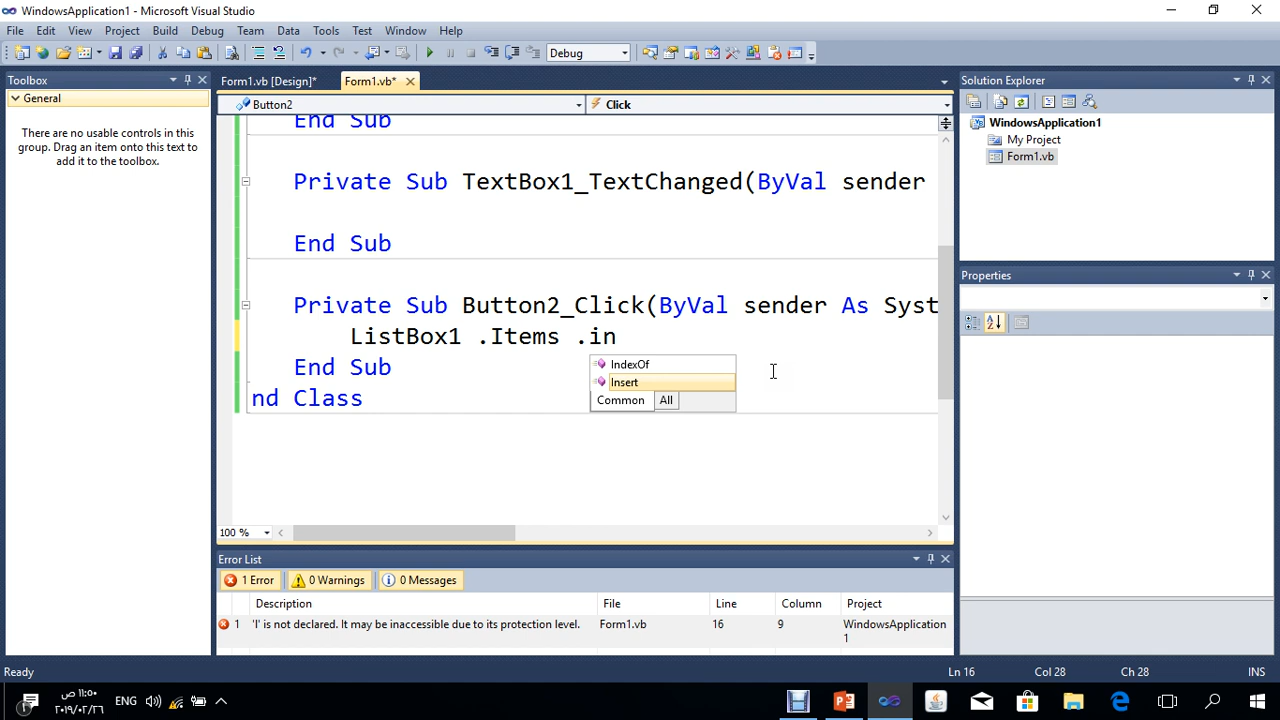 WindowsApplication1 - Microsoft Visual Studio
File Edit View Project Build Debug Team Data Tools Test Window Help
Debug
Toolbox
General
There are no usable controls in this
group. Drag an item onto this text to
add it to the toolbox.
Form1.vb [Design]* Form1.vb*
Button2 Click
End Sub
Private Sub TextBox1_TextChanged(ByVal sender
End Sub
Private Sub Button2_Click(ByVal sender As Syst
ListBox1 .Items .in
End Sub
nd Class
IndexOf
Insert
Common All
100 %
Solution Explorer
WindowsApplication1
My Project
Form1.vb
Properties
Error List
1 Error 0 Warnings 0 Messages
Description File Line Column Project
1 'I' is not declared. It may be inaccessible due to its protection level. Form1.vb 16 9 WindowsApplication
1
Ready Ln 16 Col 28 Ch 28 INS
ENG
١١:٥٠ ص
٢٠١٩/٠٢/٢٦